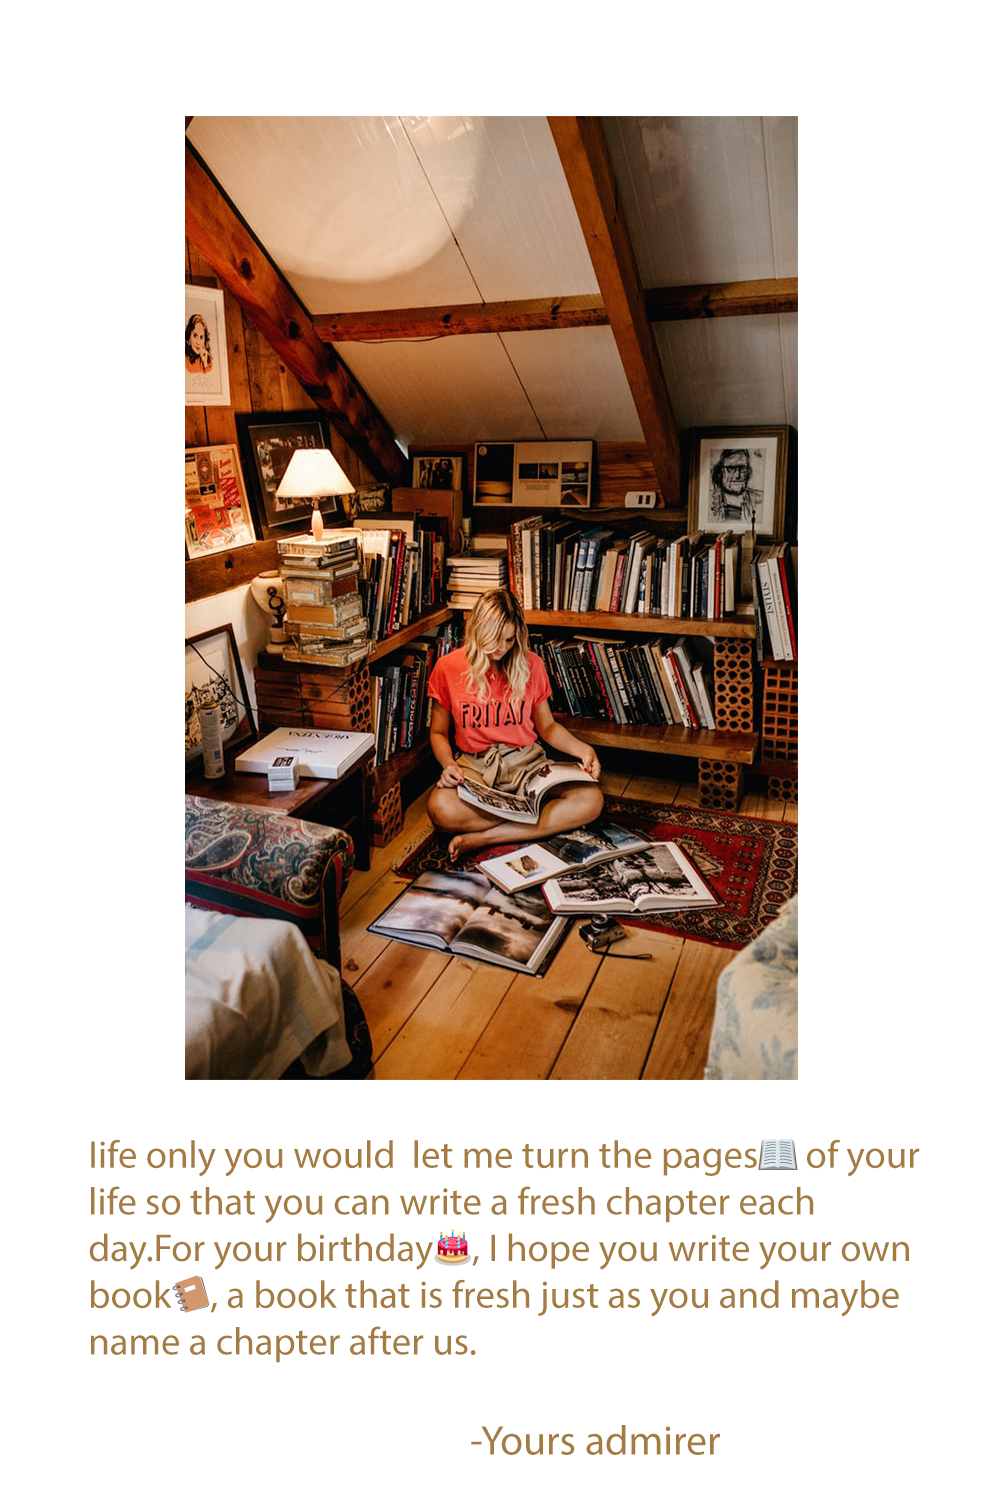 FRIYAY
ARGENTINA
STYLIST
life only you would  let me turn the pages📖 of your
life so that you can write a fresh chapter each
day.For your birthday🎂, I hope you write your own
book📔, a book that is fresh just as you and maybe
name a chapter after us.
-Yours admirer